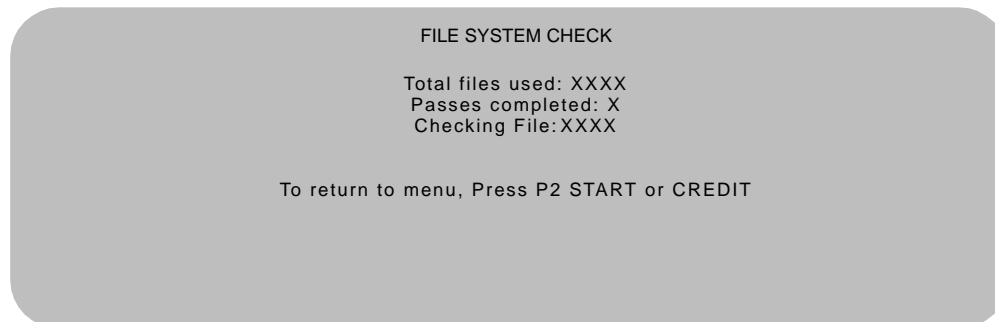 FILE SYSTEM CHECK
Total files used: XXXX
Passes completed: X
Checking File:XXXX
To return to menu, Press P2 START or CREDIT